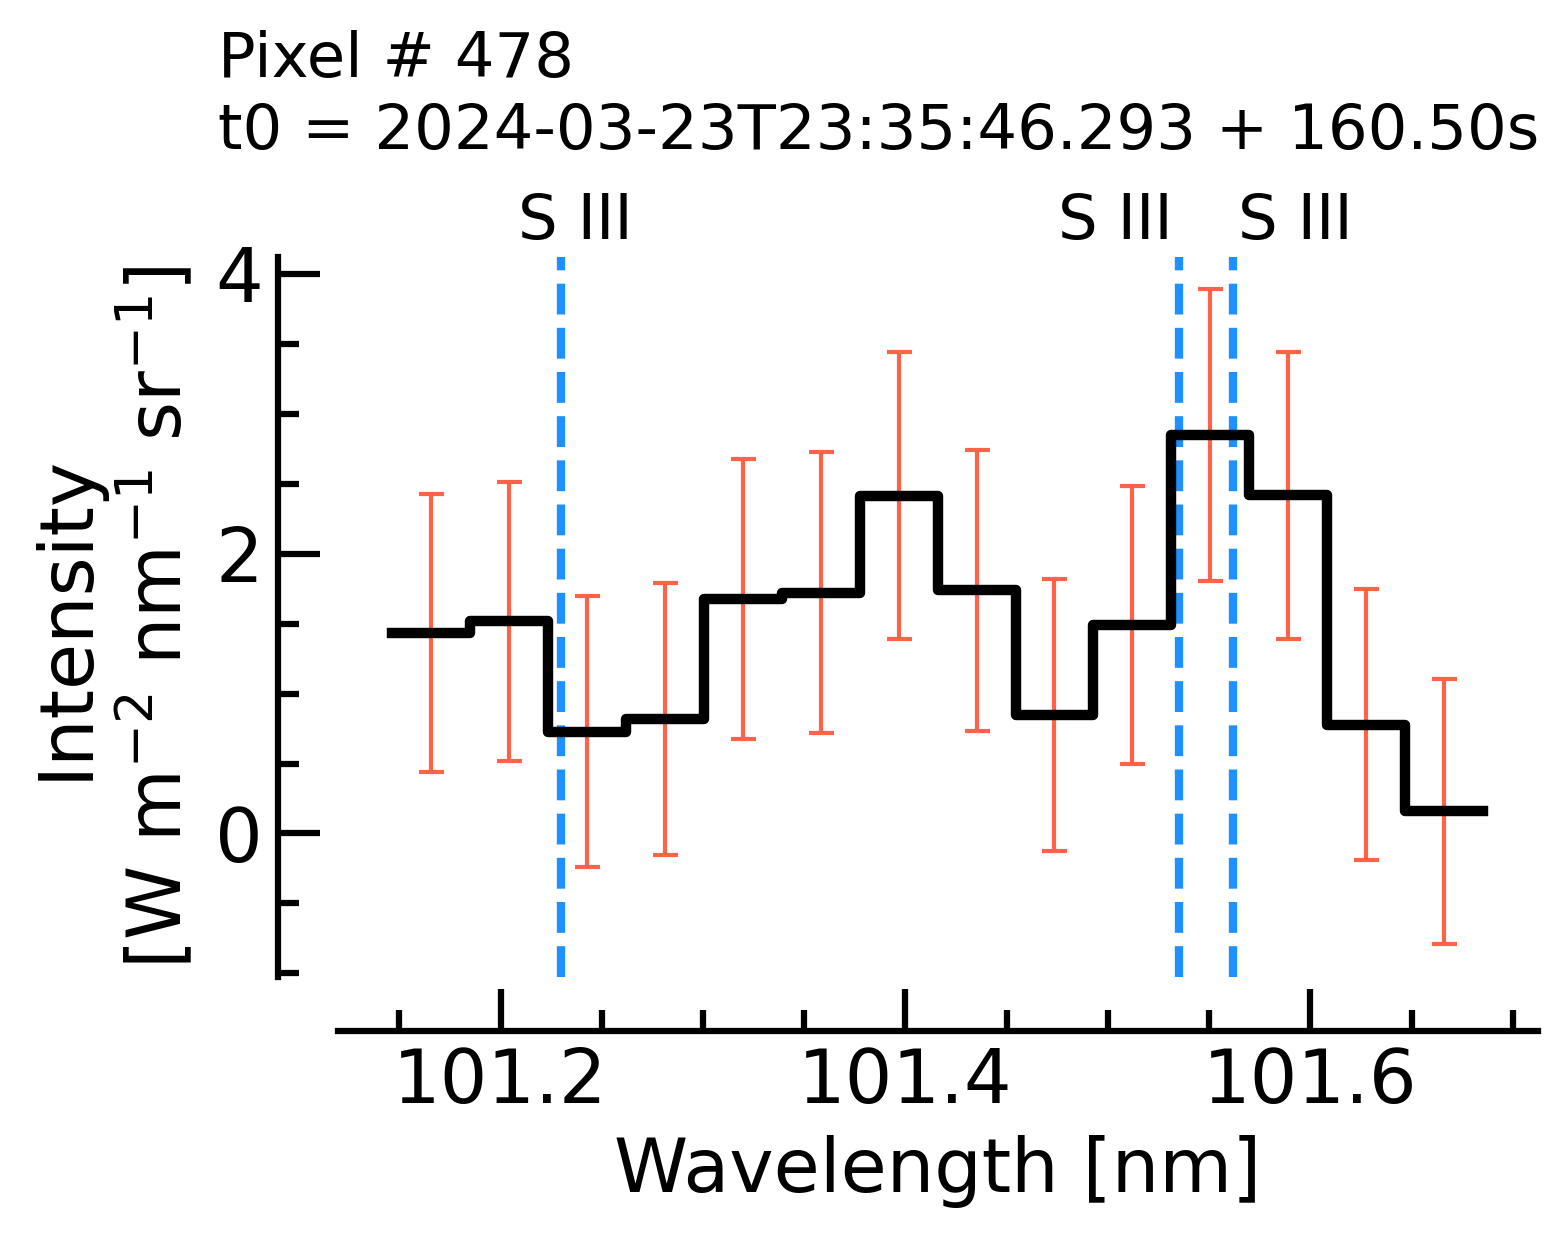 Pixel # 478
t0 = 2024-03-23T23:35:46.293 + 160.50s
S III S III S III
Intensity
[W m⁻² nm⁻¹ sr⁻¹]
4
2
0
101.2 101.4 101.6
Wavelength [nm]